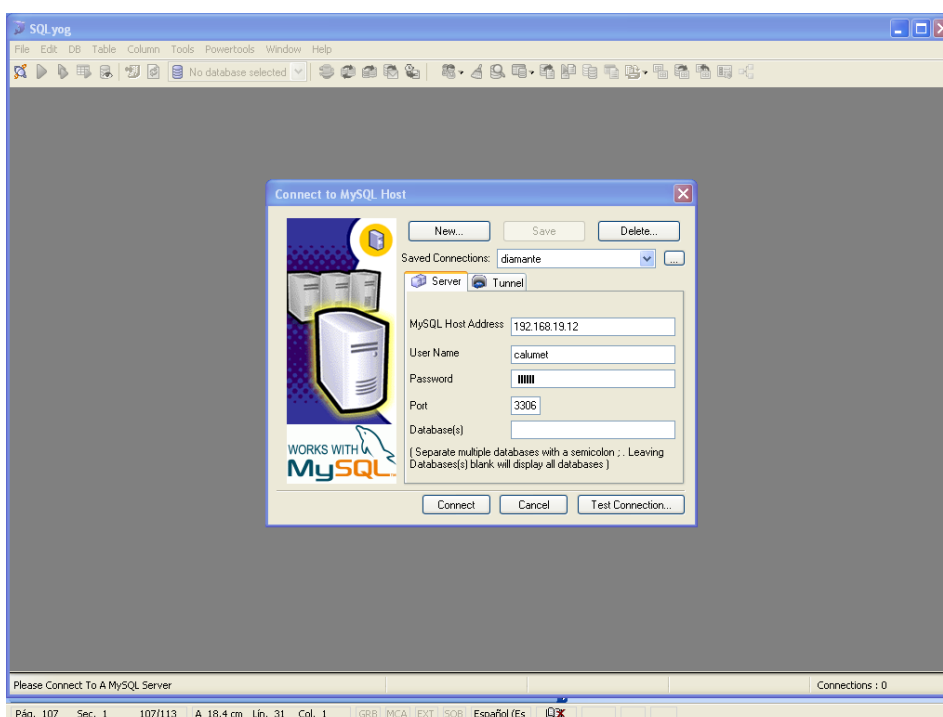 SQLyog
File Edit DB Table Column Tools Powertools Window Help
No database selected
Connect to MySQL Host
New... Save Delete...
Saved Connections: diamante ...
Server Tunnel
MySQL Host Address 192.168.19.12
User Name calumet
Password
Port 3306
Database(s)
( Separate multiple databases with a semicolon ; . Leaving
Databases(s) blank will display all databases )
WORKS WITH
MySQL
Connect Cancel Test Connection...
Please Connect To A MySQL Server Connections : 0
Pág. 107 Sec. 1 107/113 A 18.4 cm Lín. 31 Col. 1 GRB MCA EXT SOB Español (Es